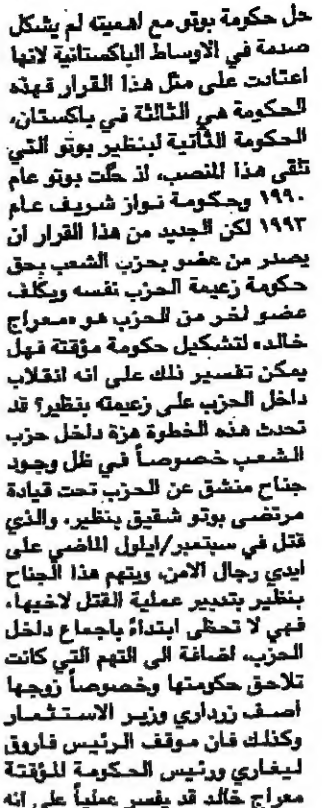 حل حكومة بوتو مع اهميته لم يشكل
صدمة في الاوساط الباكستانية لانها
اعتادت على مثل هذا القرار فهذه
الحكومة هي الثالثة في باكستان،
الحكومة الثانية لبنظير بوتو التي
تلقى هذا المنصب، اذ حلّت بوتو عام
١٩٩٠ وحكومة نواز شريف عام
١٩٩٣ لكن الجديد من هذا القرار ان
يصدر من عضو بحزب الشعب بحق
حكومة زعيمة الحزب نفسه ويكلف
عضو آخر من الحزب هو «معراج
خالد» لتشكيل حكومة مؤقتة فهل
يمكن تفسير ذلك على انه انقلاب
داخل الحزب على زعيمته بنظير؟ قد
تحدث هذه الخطوة هزة داخل حزب
الشعب خصوصاً في ظل وجود
جناح منشق عن الحزب تحت قيادة
مرتضى بوتو شقيق بنظير، والذي
قتل في سبتمبر/ايلول الماضي على
ايدي رجال الامن، ويتهم هذا الجناح
بنظير بتدبير عملية القتل لاخيها،
فهي لا تحظى ابتداءً باجماع داخل
الحزب، اضافة الى التهم التي كانت
تلاحق حكومتها وخصوصاً زوجها
آصف زرداري وزير الاستثمار
وكذلك فان موقف الرئيس فاروق
ليغاري ورئيس الحكومة المؤقتة
معراج خالد قد يفسر عملياً على انه